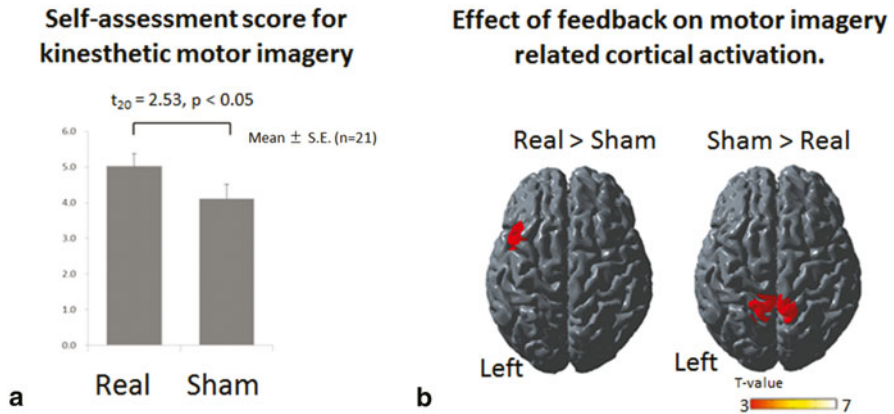 Self-assessment score for
kinesthetic motor imagery
t20 = 2.53, p < 0.05
Mean ± S.E. (n=21)
6.0
5.0
4.0
3.0
2.0
1.0
0.0
Real Sham
a
Effect of feedback on motor imagery
related cortical activation.
Real > Sham Sham > Real
Left Left
T-value
3 7
b